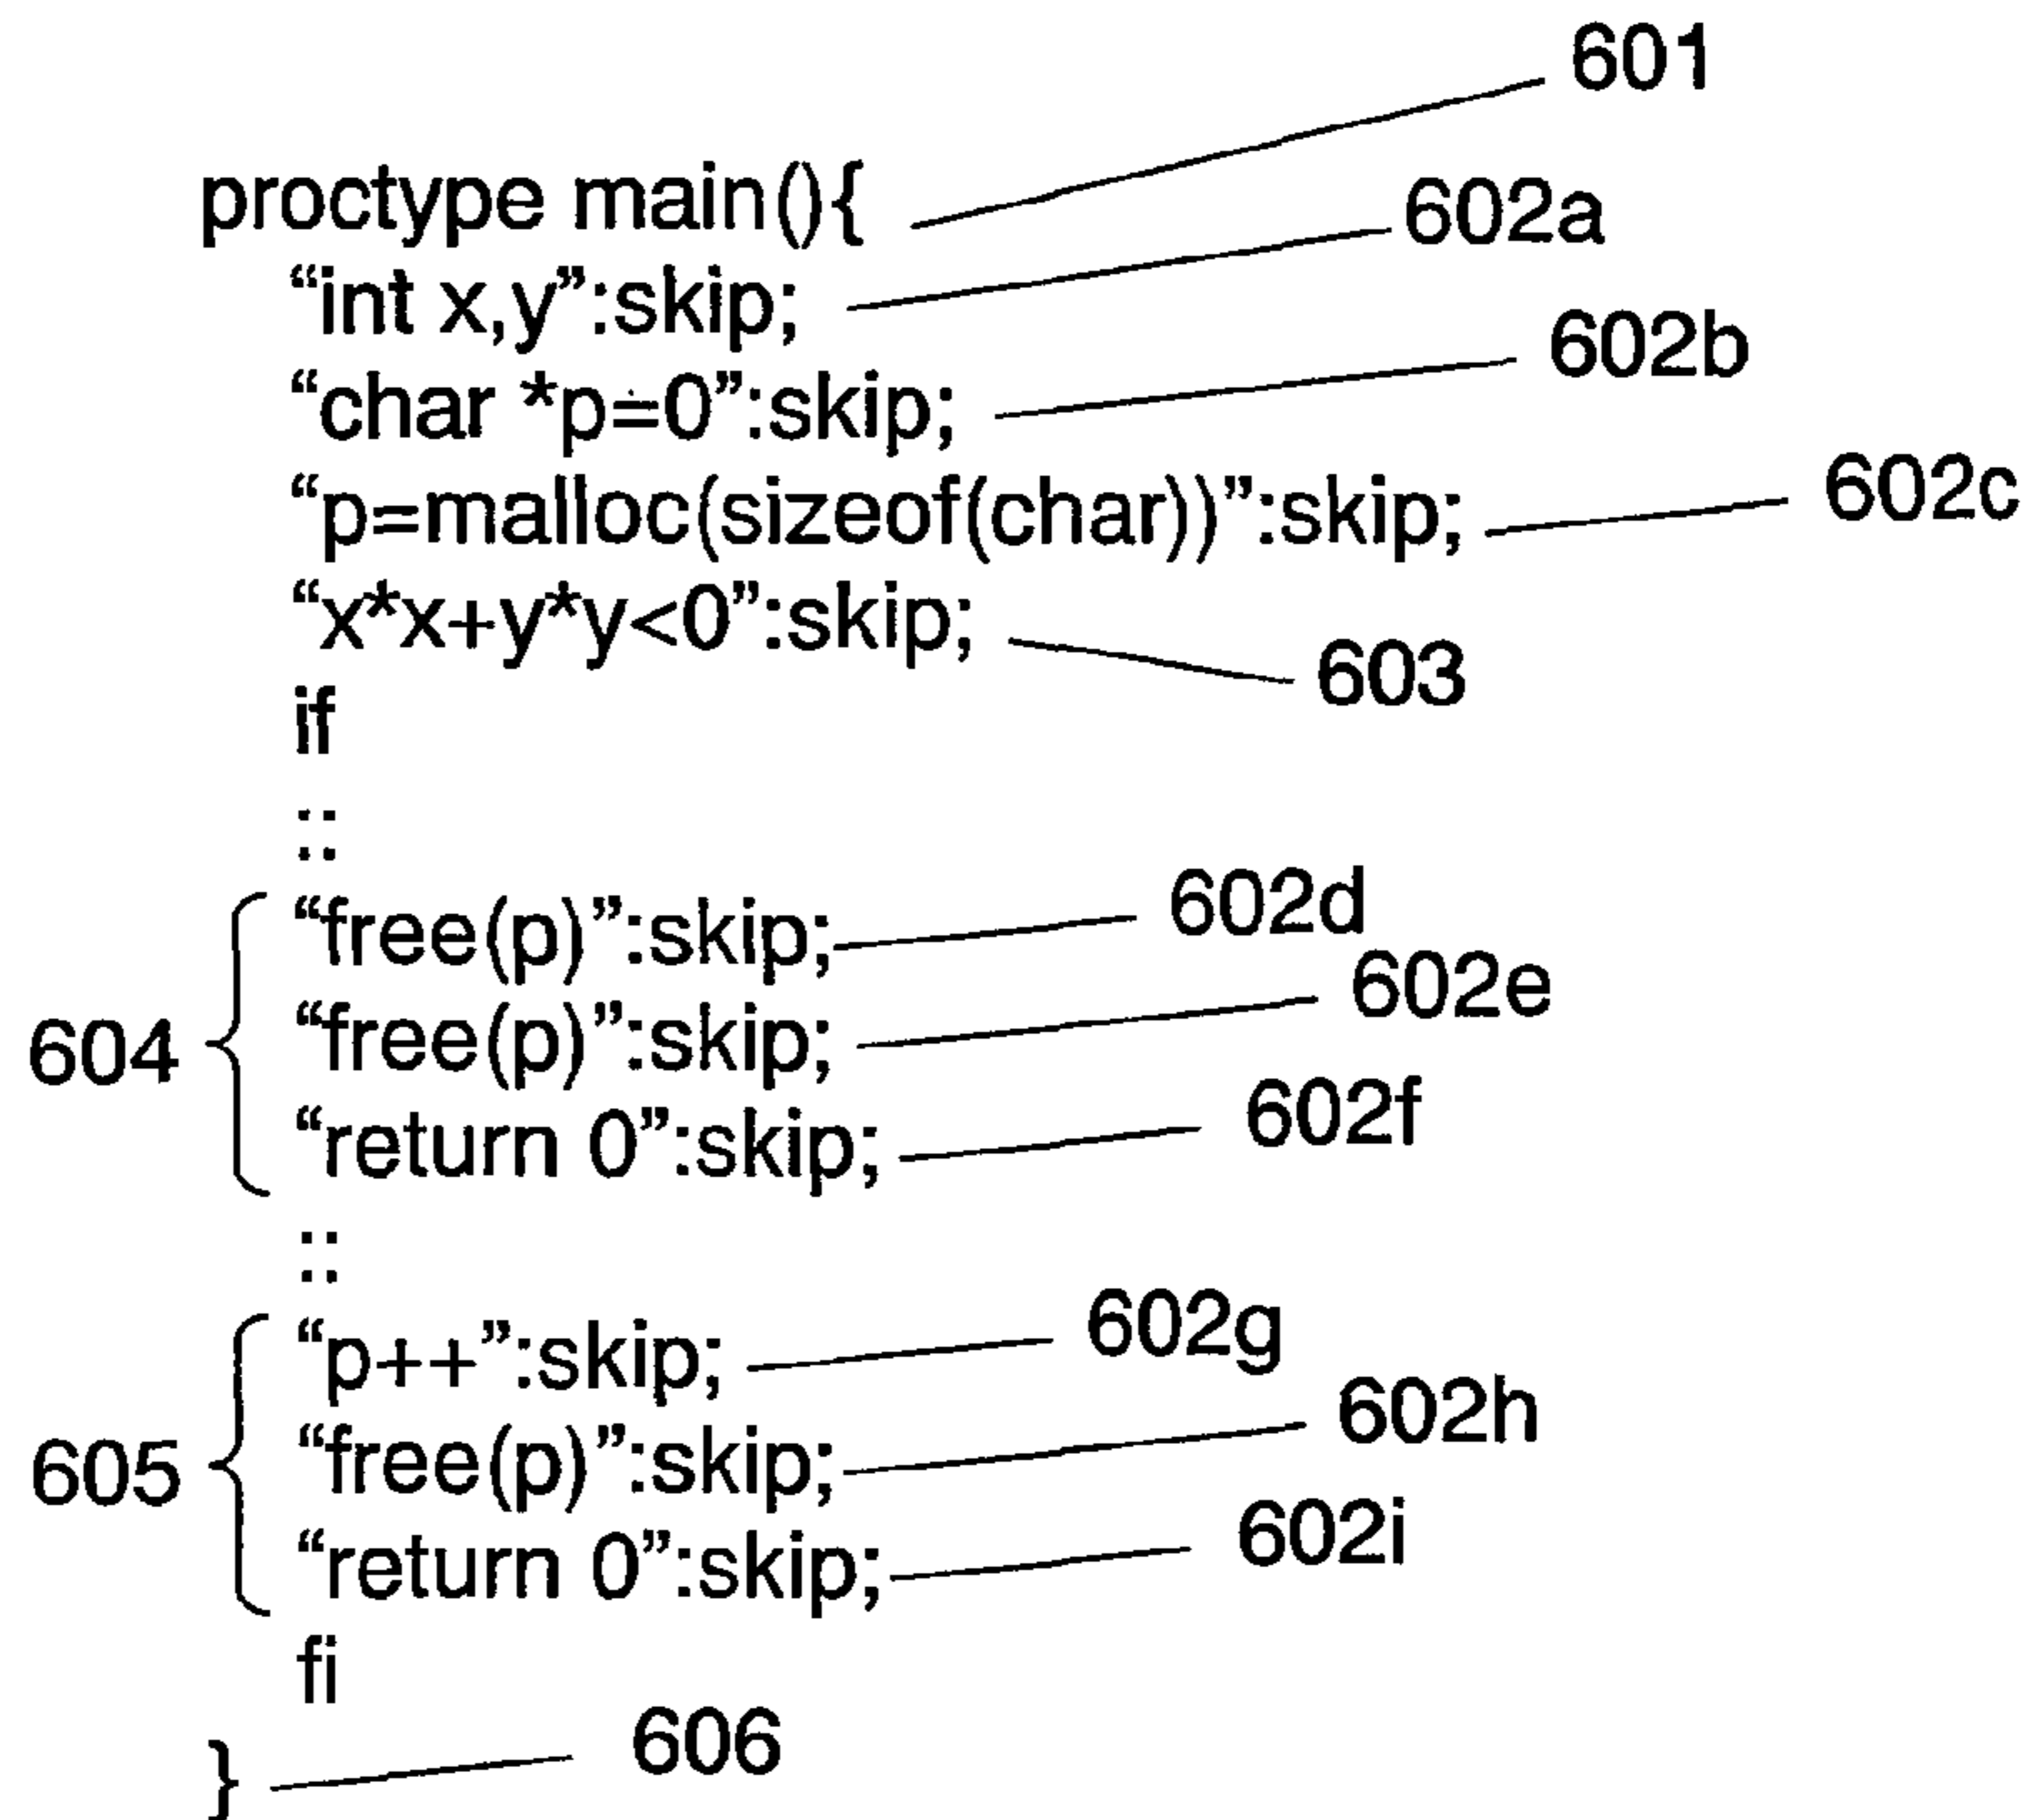 601
proctype main(){
602a
“int x,y”:skip;
602b
“char *p=0”:skip;
602c
“p=malloc(sizeof(char))”:skip;
“x*x+y*y<0”:skip;
603
if
::
602d
“free(p)”:skip;
602e
604
“free(p)”:skip;
602f
“return 0”:skip;
::
602g
“p++”:skip;
602h
605
“free(p)”:skip;
602i
“return 0”:skip;
fi
606
}